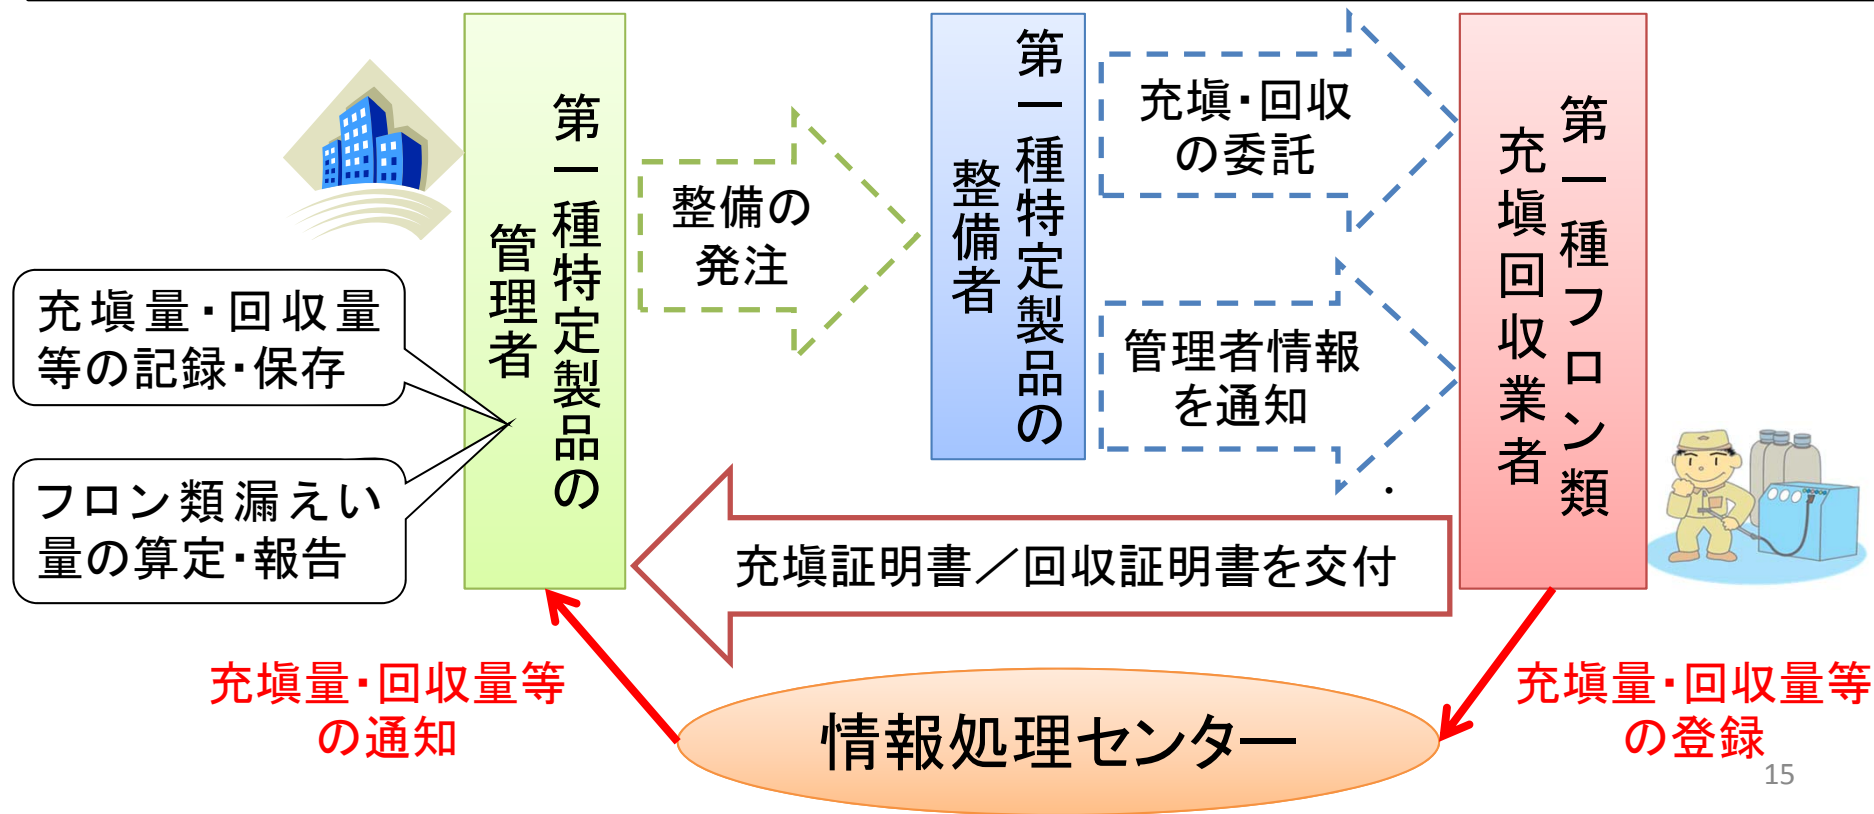 第一種特定製品の
管理者
整備の
発注
第一種特定製品の
整備者
充塡・回収
の委託
管理者情報
を通知
第一種フロン類
充塡回収業者
充塡量・回収量
等の記録・保存
フロン類漏えい
量の算定・報告
充塡証明書／回収証明書を交付
充塡量・回収量等
の通知
情報処理センター
充塡量・回収量等
の登録
15